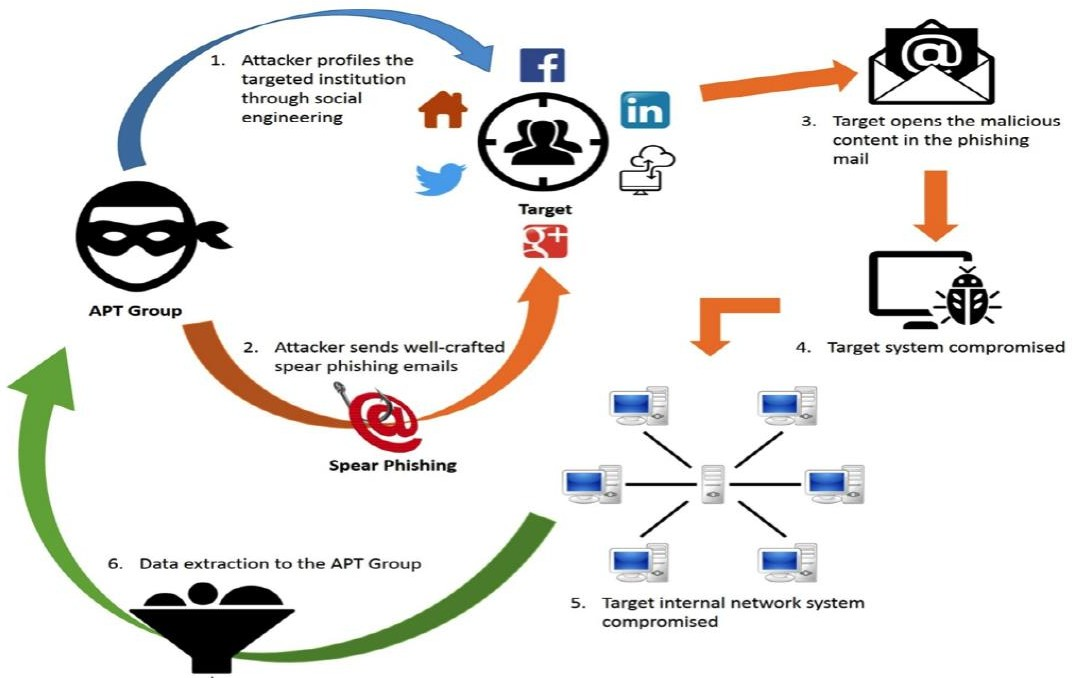 1. Attacker profiles the
targeted institution
through social
engineering
f
in
Target
g+
@
3. Target opens the malicious
content in the phishing
mail
APT Group
2. Attacker sends well-crafted
spear phishing emails
@
Spear Phishing
4. Target system compromised
5. Target internal network system
compromised
6. Data extraction to the APT Group